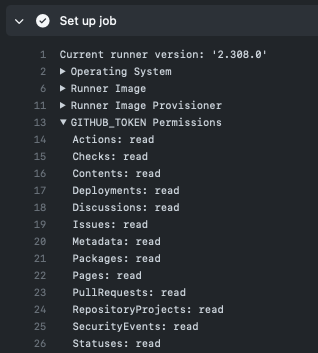 Set up job
1 Current runner version: '2.308.0'
2 ▶ Operating System
6 ▶ Runner Image
11 ▶ Runner Image Provisioner
13 ▼ GITHUB_TOKEN Permissions
14 Actions: read
15 Checks: read
16 Contents: read
17 Deployments: read
18 Discussions: read
19 Issues: read
20 Metadata: read
21 Packages: read
22 Pages: read
23 PullRequests: read
24 RepositoryProjects: read
25 SecurityEvents: read
26 Statuses: read